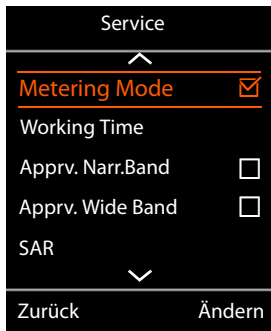 Service
Metering Mode
Working Time
Apprv. Narr.Band
Apprv. Wide Band
SAR
Zurück Ändern